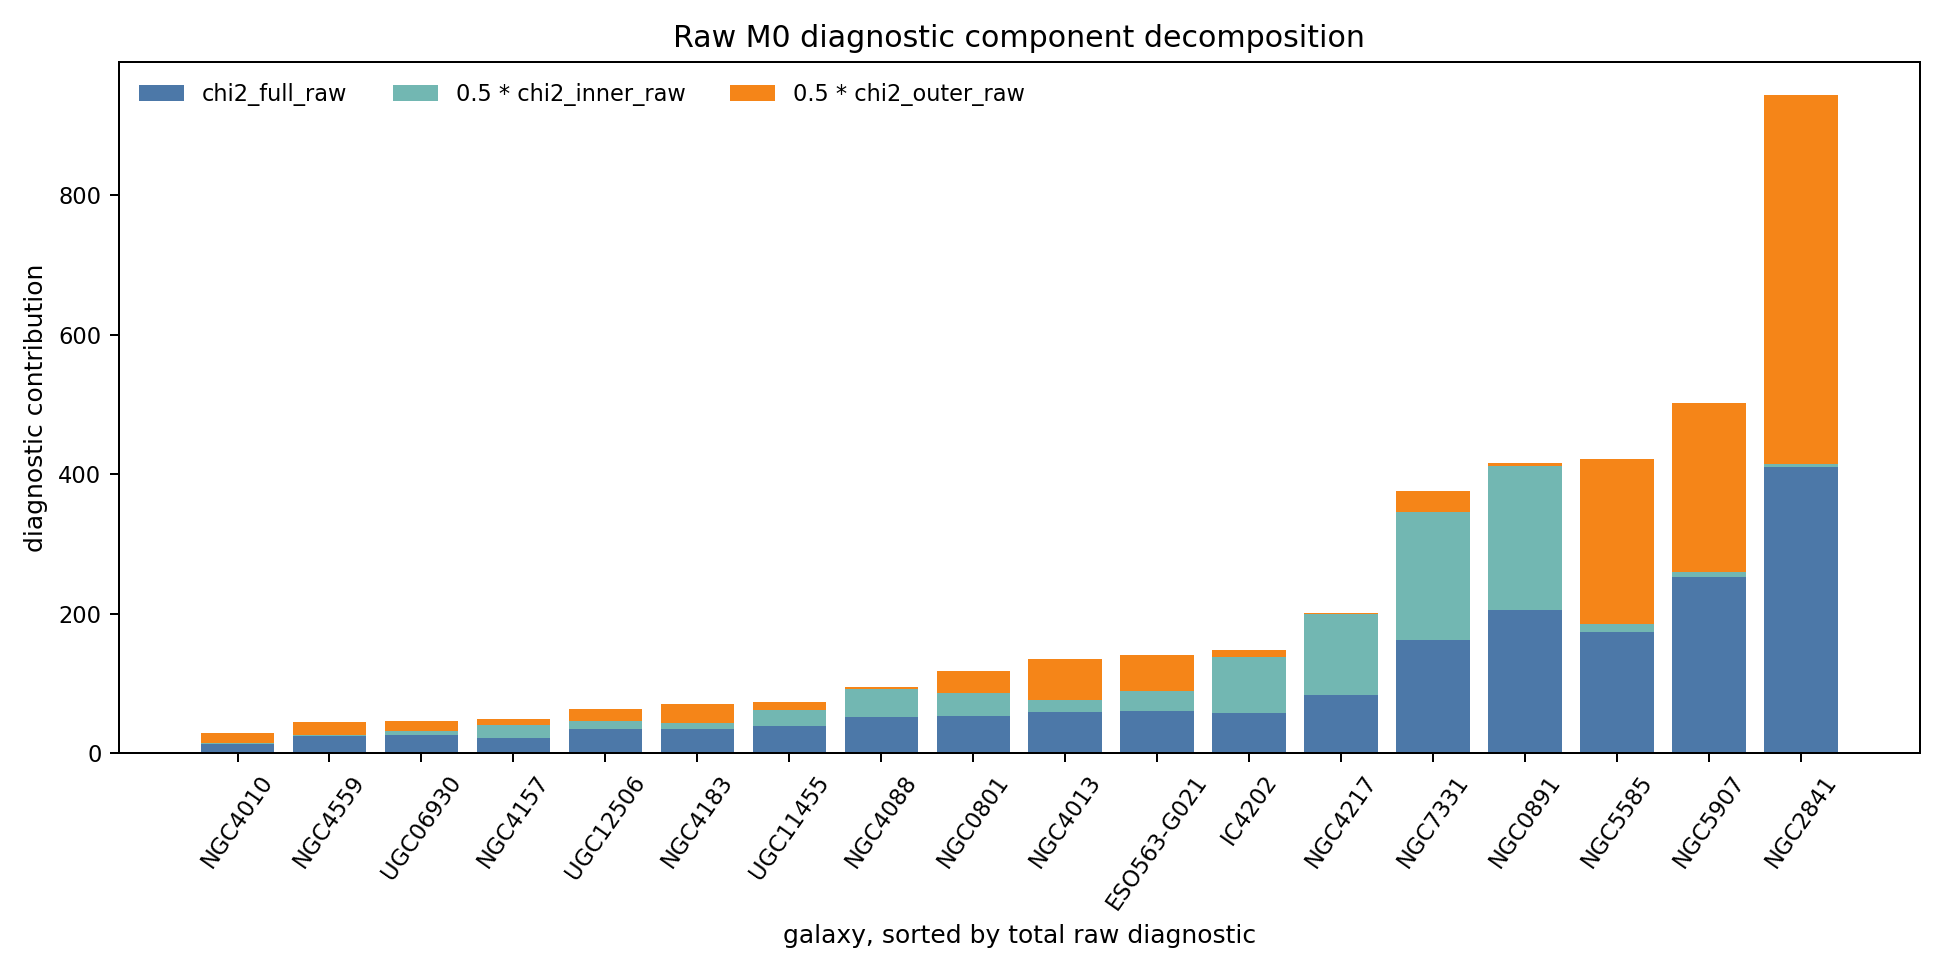 Raw M0 diagnostic component decomposition
chi2_full_raw
0.5 * chi2_inner_raw
0.5 * chi2_outer_raw
diagnostic contribution
800
600
400
200
0
NGC4010
NGC4559
UGC06930
NGC4157
UGC12506
NGC4183
UGC11455
NGC4088
NGC0801
NGC4013
ESO563-G021
IC4202
NGC4217
NGC7331
NGC0891
NGC5585
NGC5907
NGC2841
galaxy, sorted by total raw diagnostic